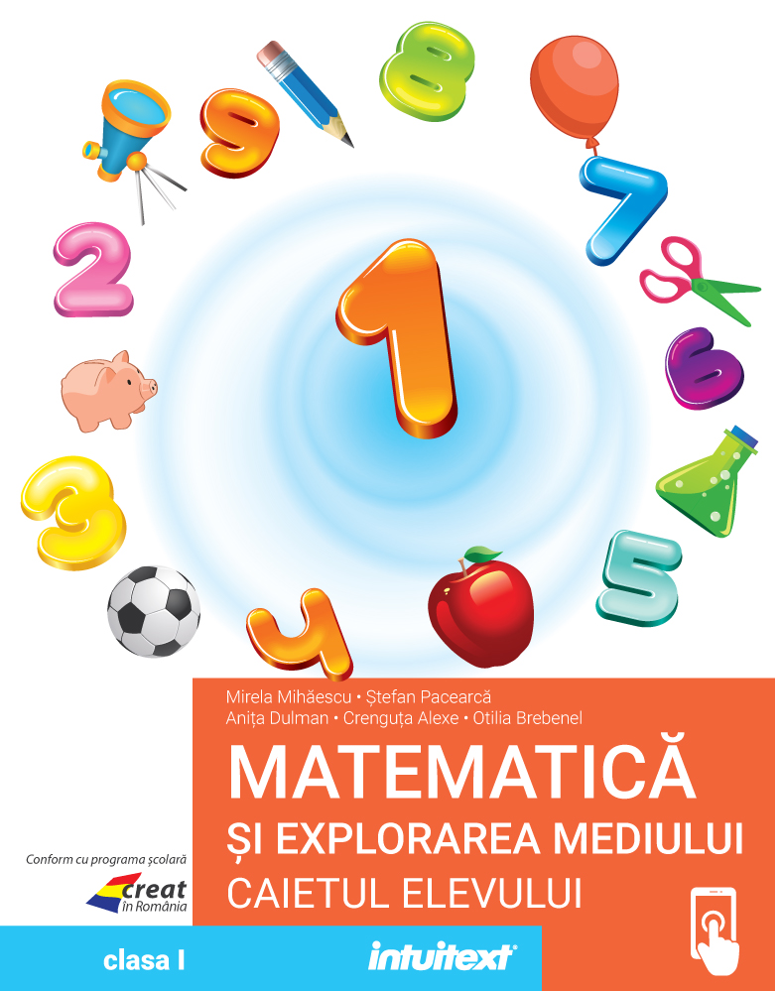 9
8
7
2
1
6
3
5
4
Mirela Mihăescu • Ștefan Pacearcă
Anița Dulman • Crenguța Alexe • Otilia Brebenel
MATEMATICĂ
ȘI EXPLORAREA MEDIULUI
CAIETUL ELEVULUI
Conform cu programa școlară
creat
în România
clasa I
intuitext®